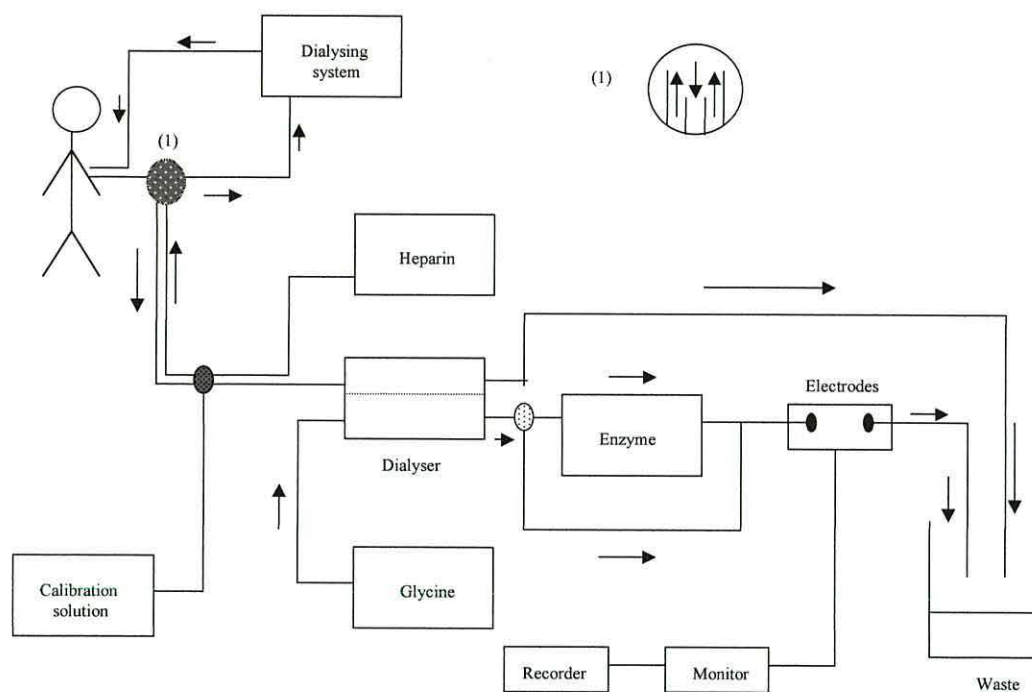 Dialysing
system
(1)
(1)
Heparin
Electrodes
Enzyme
Dialyser
Calibration
solution
Glycine
Recorder
Monitor
Waste